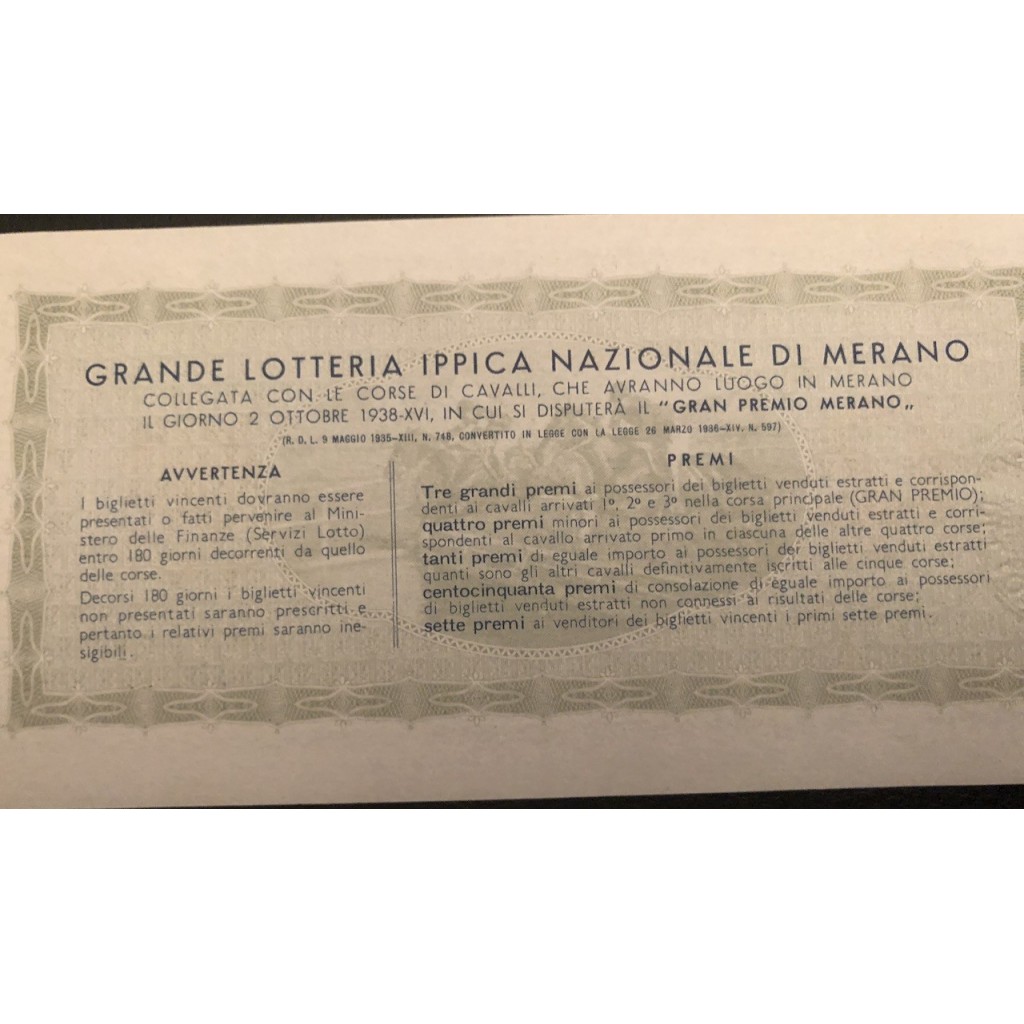 GRANDE LOTTERIA IPPICA NAZIONALE DI MERANO
COLLEGATA CON LE CORSE DI CAVALLI, CHE AVRANNO LUOGO IN MERANO
IL GIORNO 2 OTTOBRE 1938-XVI, IN CUI SI DISPUTERÀ IL "GRAN PREMIO MERANO„
(R. D. L. 9 MAGGIO 1935-XIII, N. 748, CONVERTITO IN LEGGE CON LA LEGGE 26 MARZO 1936-XIV, N. 597)
AVVERTENZA
I biglietti vincenti dovranno essere
presentati o fatti pervenire al Mini-
stero delle Finanze (Servizi Lotto)
entro 180 giorni decorrenti da quello
delle corse.
Decorsi 180 giorni i biglietti vincenti
non presentati saranno prescritti e
pertanto i relativi premi saranno ine-
sigibili.
PREMI
Tre grandi premi ai possessori dei biglietti venduti estratti e corrispon-
denti ai cavalli arrivati 1º, 2º e 3º nella corsa principale (GRAN PREMIO);
quattro premi minori ai possessori dei biglietti venduti estratti e corri-
spondenti al cavallo arrivato primo in ciascuna delle altre quattro corse;
tanti premi di eguale importo ai possessori dei biglietti venduti estratti
quanti sono gli altri cavalli definitivamente iscritti alle cinque corse;
centocinquanta premi di consolazione di eguale importo ai possessori
di biglietti venduti estratti non connessi ai risultati delle corse;
sette premi ai venditori dei biglietti vincenti i primi sette premi.